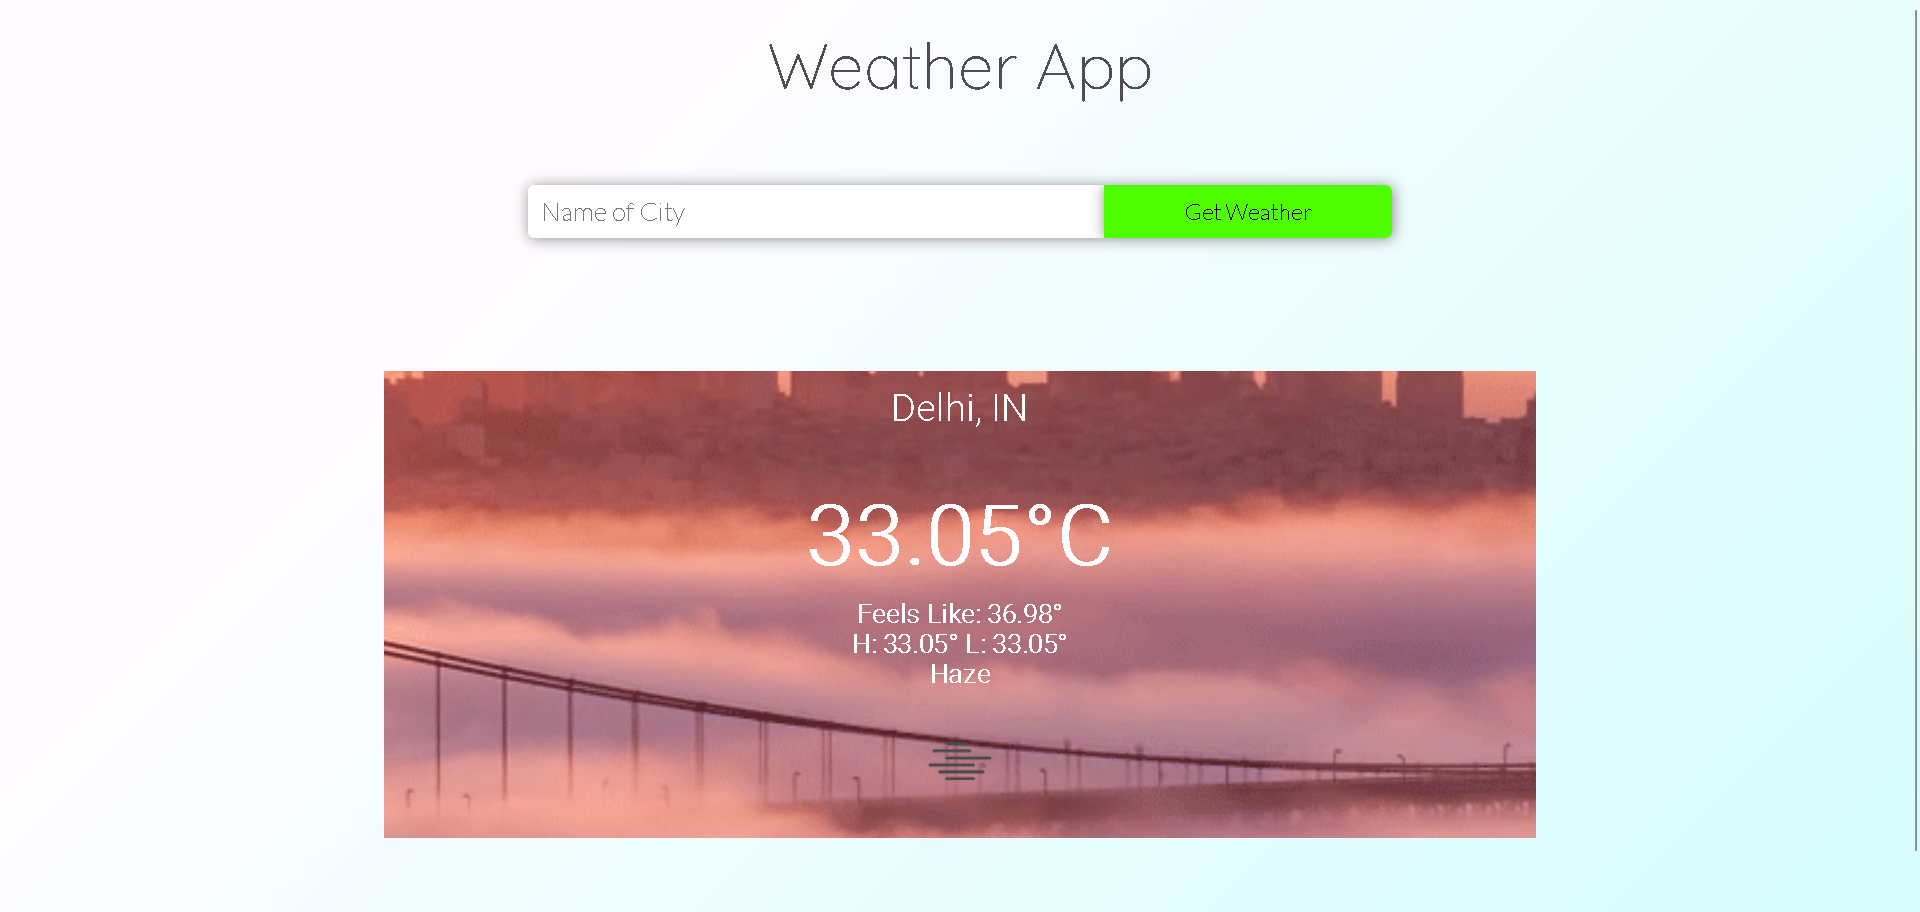 Weather App
Name of City
Get Weather
Delhi, IN
33.05°C
Feels Like: 36.98°
H: 33.05° L: 33.05°
Haze